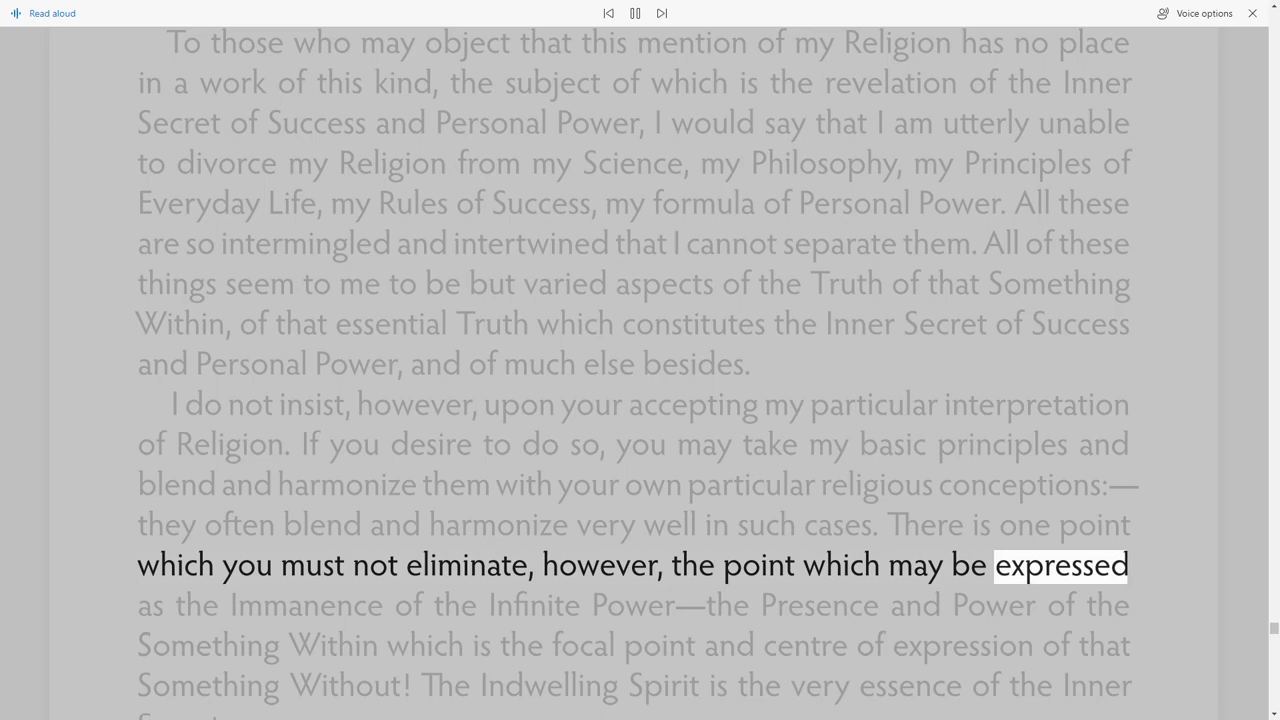 Read aloud
Voice options
To those who may object that this mention of my Religion has no place
in a work of this kind, the subject of which is the revelation of the Inner
Secret of Success and Personal Power, I would say that I am utterly unable
to divorce my Religion from my Science, my Philosophy, my Principles of
Everyday Life, my Rules of Success, my formula of Personal Power. All these
are so intermingled and intertwined that I cannot separate them. All of these
things seem to me to be but varied aspects of the Truth of that Something
Within, of that essential Truth which constitutes the Inner Secret of Success
and Personal Power, and of much else besides.
I do not insist, however, upon your accepting my particular interpretation
of Religion. If you desire to do so, you may take my basic principles and
blend and harmonize them with your own particular religious conceptions:—
they often blend and harmonize very well in such cases. There is one point
which you must not eliminate, however, the point which may be expressed
as the Immanence of the Infinite Power—the Presence and Power of the
Something Within which is the focal point and centre of expression of that
Something Without! The Indwelling Spirit is the very essence of the Inner